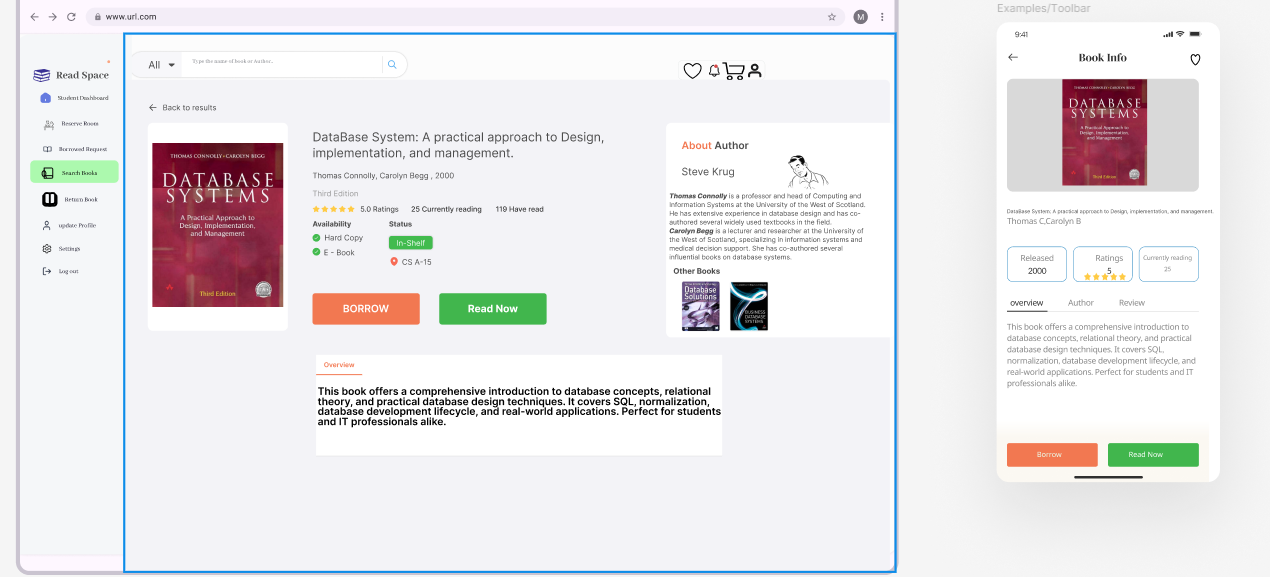 www.url.com
M
Read Space
Student Dashboard
Reserve Room
Borrowed Request
Search Books
Return Book
update Profile
Settings
Log out
All
Type the name of book or Author..
Back to results
THOMAS CONNOLLY • CAROLYN BEGG
DATABASE
SYSTEMS
A Practical Approach to
Design, Implementation,
and Management
Third Edition
DataBase System: A practical approach to Design,
implementation, and management.
Thomas Connolly, Carolyn Begg , 2000
Third Edition
5.0 Ratings 25 Currently reading 119 Have read
Availability Status
Hard Copy
In-Shelf
E - Book
CS A-15
BORROW
Read Now
About Author
Steve Krug
Thomas Connolly is a professor and head of Computing and
Information Systems at the University of the West of Scotland.
He has extensive experience in database design and has co-
authored several widely used textbooks in the field.
Carolyn Begg is a lecturer and researcher at the University of
the West of Scotland, specializing in information systems and
medical decision support. She has co-authored several
influential books on database systems.
Other Books
Database
Solutions
BUSINESS
DATABASE
SYSTEMS
Overview
This book offers a comprehensive introduction to database concepts, relational
theory, and practical database design techniques. It covers SQL, normalization,
database development lifecycle, and real-world applications. Perfect for students
and IT professionals alike.
Examples/Toolbar
9:41
Book Info
THOMAS CONNOLLY • CAROLYN BEGG
DATABASE
SYSTEMS
A Practical Approach to
Design, Implementation,
and Management
Third Edition
DataBase System: A practical approach to Design, implementation, and management.
Thomas C,Carolyn B
Released
2000
Ratings
5
Currently reading
25
overview Author Review
This book offers a comprehensive introduction to
database concepts, relational theory, and practical
database design techniques. It covers SQL,
normalization, database development lifecycle, and
real-world applications. Perfect for students and IT
professionals alike.
Borrow
Read Now